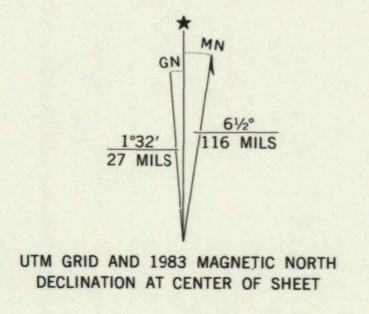 ★
MN
GN
1°32'
27 MILS
6½°
116 MILS
UTM GRID AND 1983 MAGNETIC NORTH
DECLINATION AT CENTER OF SHEET